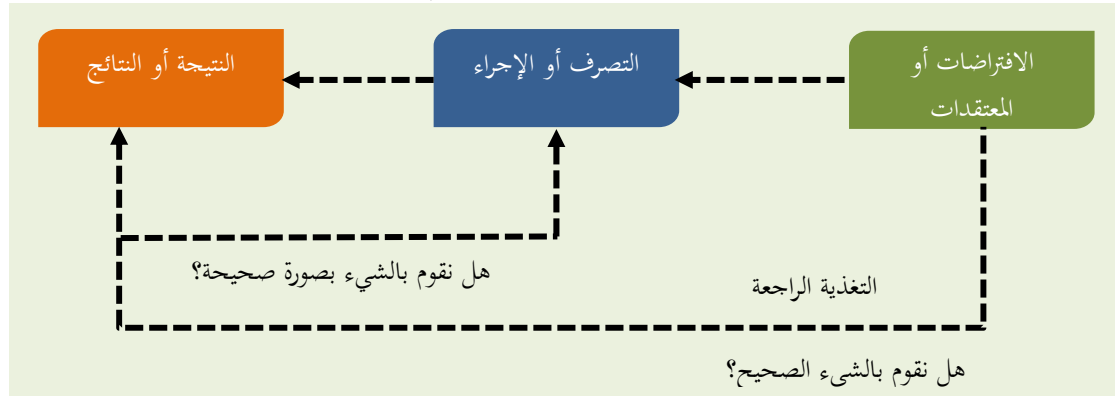 الافتراضات أو
المعتقدات
التصرف أو الإجراء
النتيجة أو النتائج
هل نقوم بالشيء بصورة صحيحة؟
التغذية الراجعة
هل نقوم بالشىء الصحيح؟